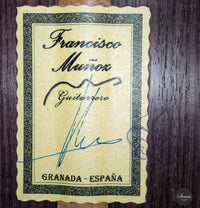 Francisco
Muñoz
Guitarrero
GRANADA - ESPAÑA